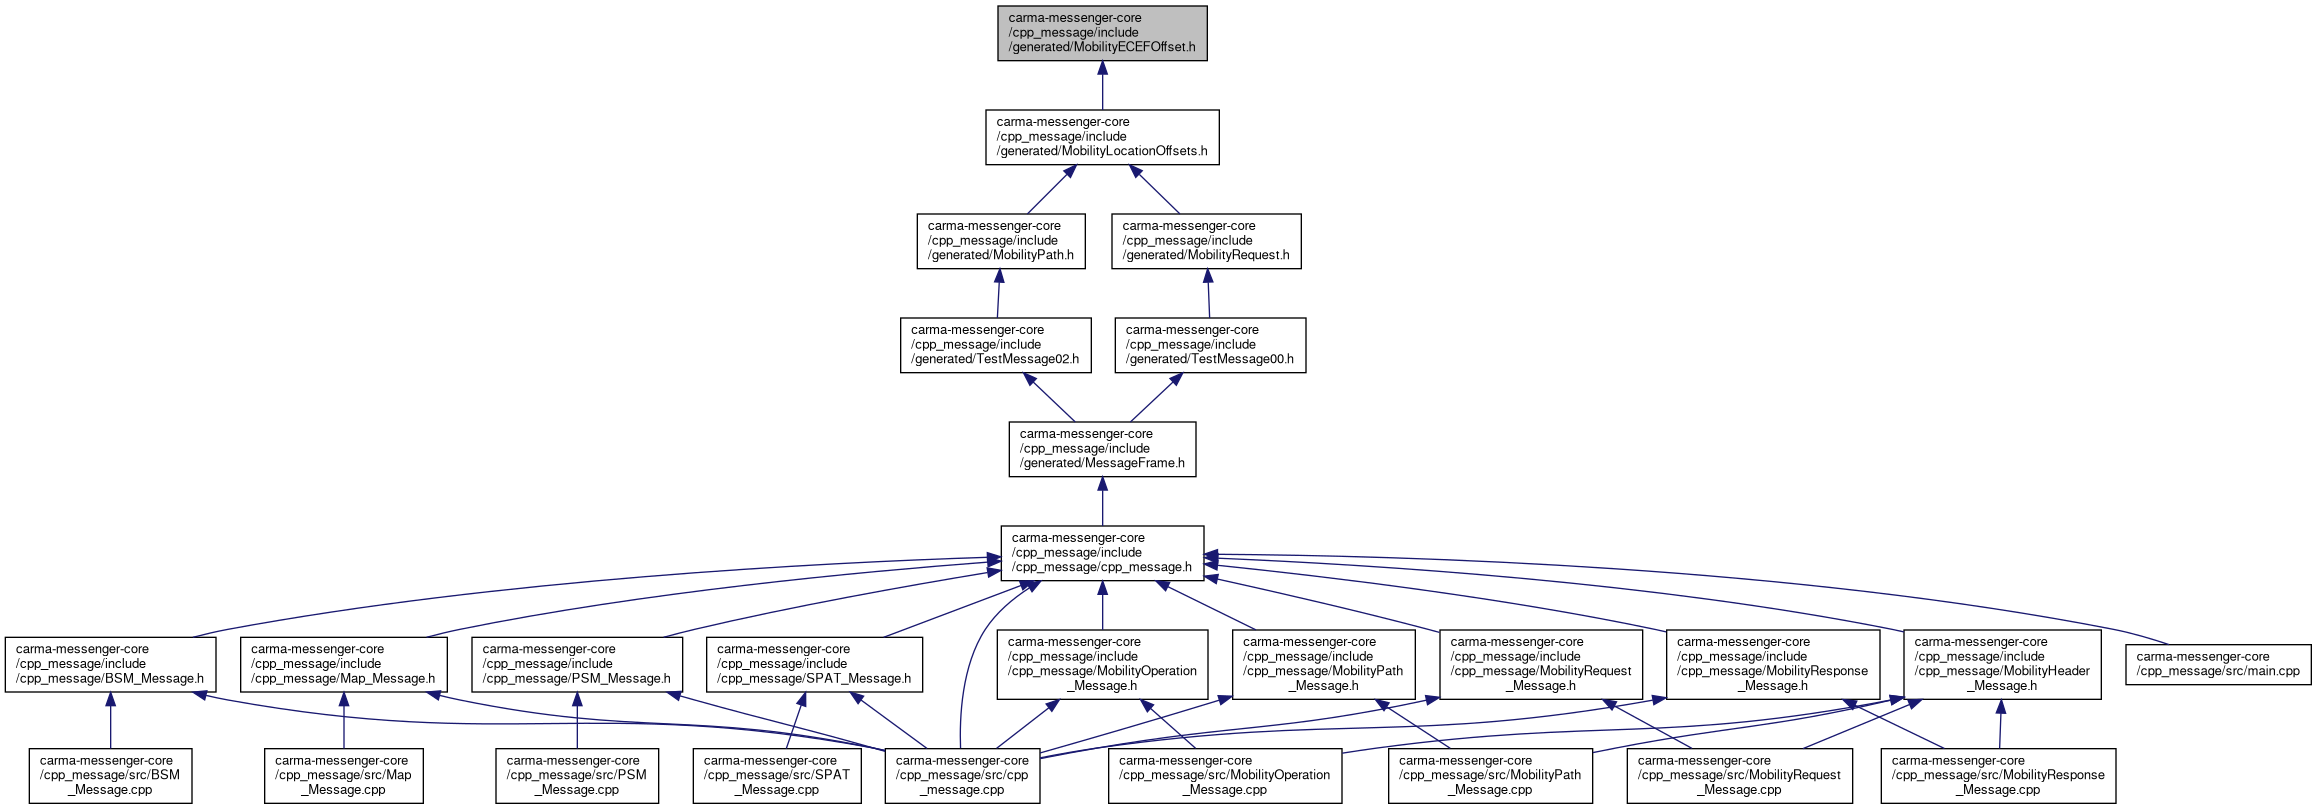 carma-messenger-core
/cpp_message/include
/generated/MobilityECEFOffset.h
carma-messenger-core
/cpp_message/include
/generated/MobilityLocationOffsets.h
carma-messenger-core
/cpp_message/include
/generated/MobilityPath.h
carma-messenger-core
/cpp_message/include
/generated/MobilityRequest.h
carma-messenger-core
/cpp_message/include
/generated/TestMessage02.h
carma-messenger-core
/cpp_message/include
/generated/TestMessage00.h
carma-messenger-core
/cpp_message/include
/generated/MessageFrame.h
carma-messenger-core
/cpp_message/include
/cpp_message/cpp_message.h
carma-messenger-core
/cpp_message/include
/cpp_message/BSM_Message.h
carma-messenger-core
/cpp_message/include
/cpp_message/Map_Message.h
carma-messenger-core
/cpp_message/include
/cpp_message/PSM_Message.h
carma-messenger-core
/cpp_message/include
/cpp_message/SPAT_Message.h
carma-messenger-core
/cpp_message/include
/cpp_message/MobilityOperation
_Message.h
carma-messenger-core
/cpp_message/include
/cpp_message/MobilityPath
_Message.h
carma-messenger-core
/cpp_message/include
/cpp_message/MobilityRequest
_Message.h
carma-messenger-core
/cpp_message/include
/cpp_message/MobilityResponse
_Message.h
carma-messenger-core
/cpp_message/include
/cpp_message/MobilityHeader
_Message.h
carma-messenger-core
/cpp_message/src/main.cpp
carma-messenger-core
/cpp_message/src/BSM
_Message.cpp
carma-messenger-core
/cpp_message/src/Map
_Message.cpp
carma-messenger-core
/cpp_message/src/PSM
_Message.cpp
carma-messenger-core
/cpp_message/src/SPAT
_Message.cpp
carma-messenger-core
/cpp_message/src/cpp
_message.cpp
carma-messenger-core
/cpp_message/src/MobilityOperation
_Message.cpp
carma-messenger-core
/cpp_message/src/MobilityPath
_Message.cpp
carma-messenger-core
/cpp_message/src/MobilityRequest
_Message.cpp
carma-messenger-core
/cpp_message/src/MobilityResponse
_Message.cpp